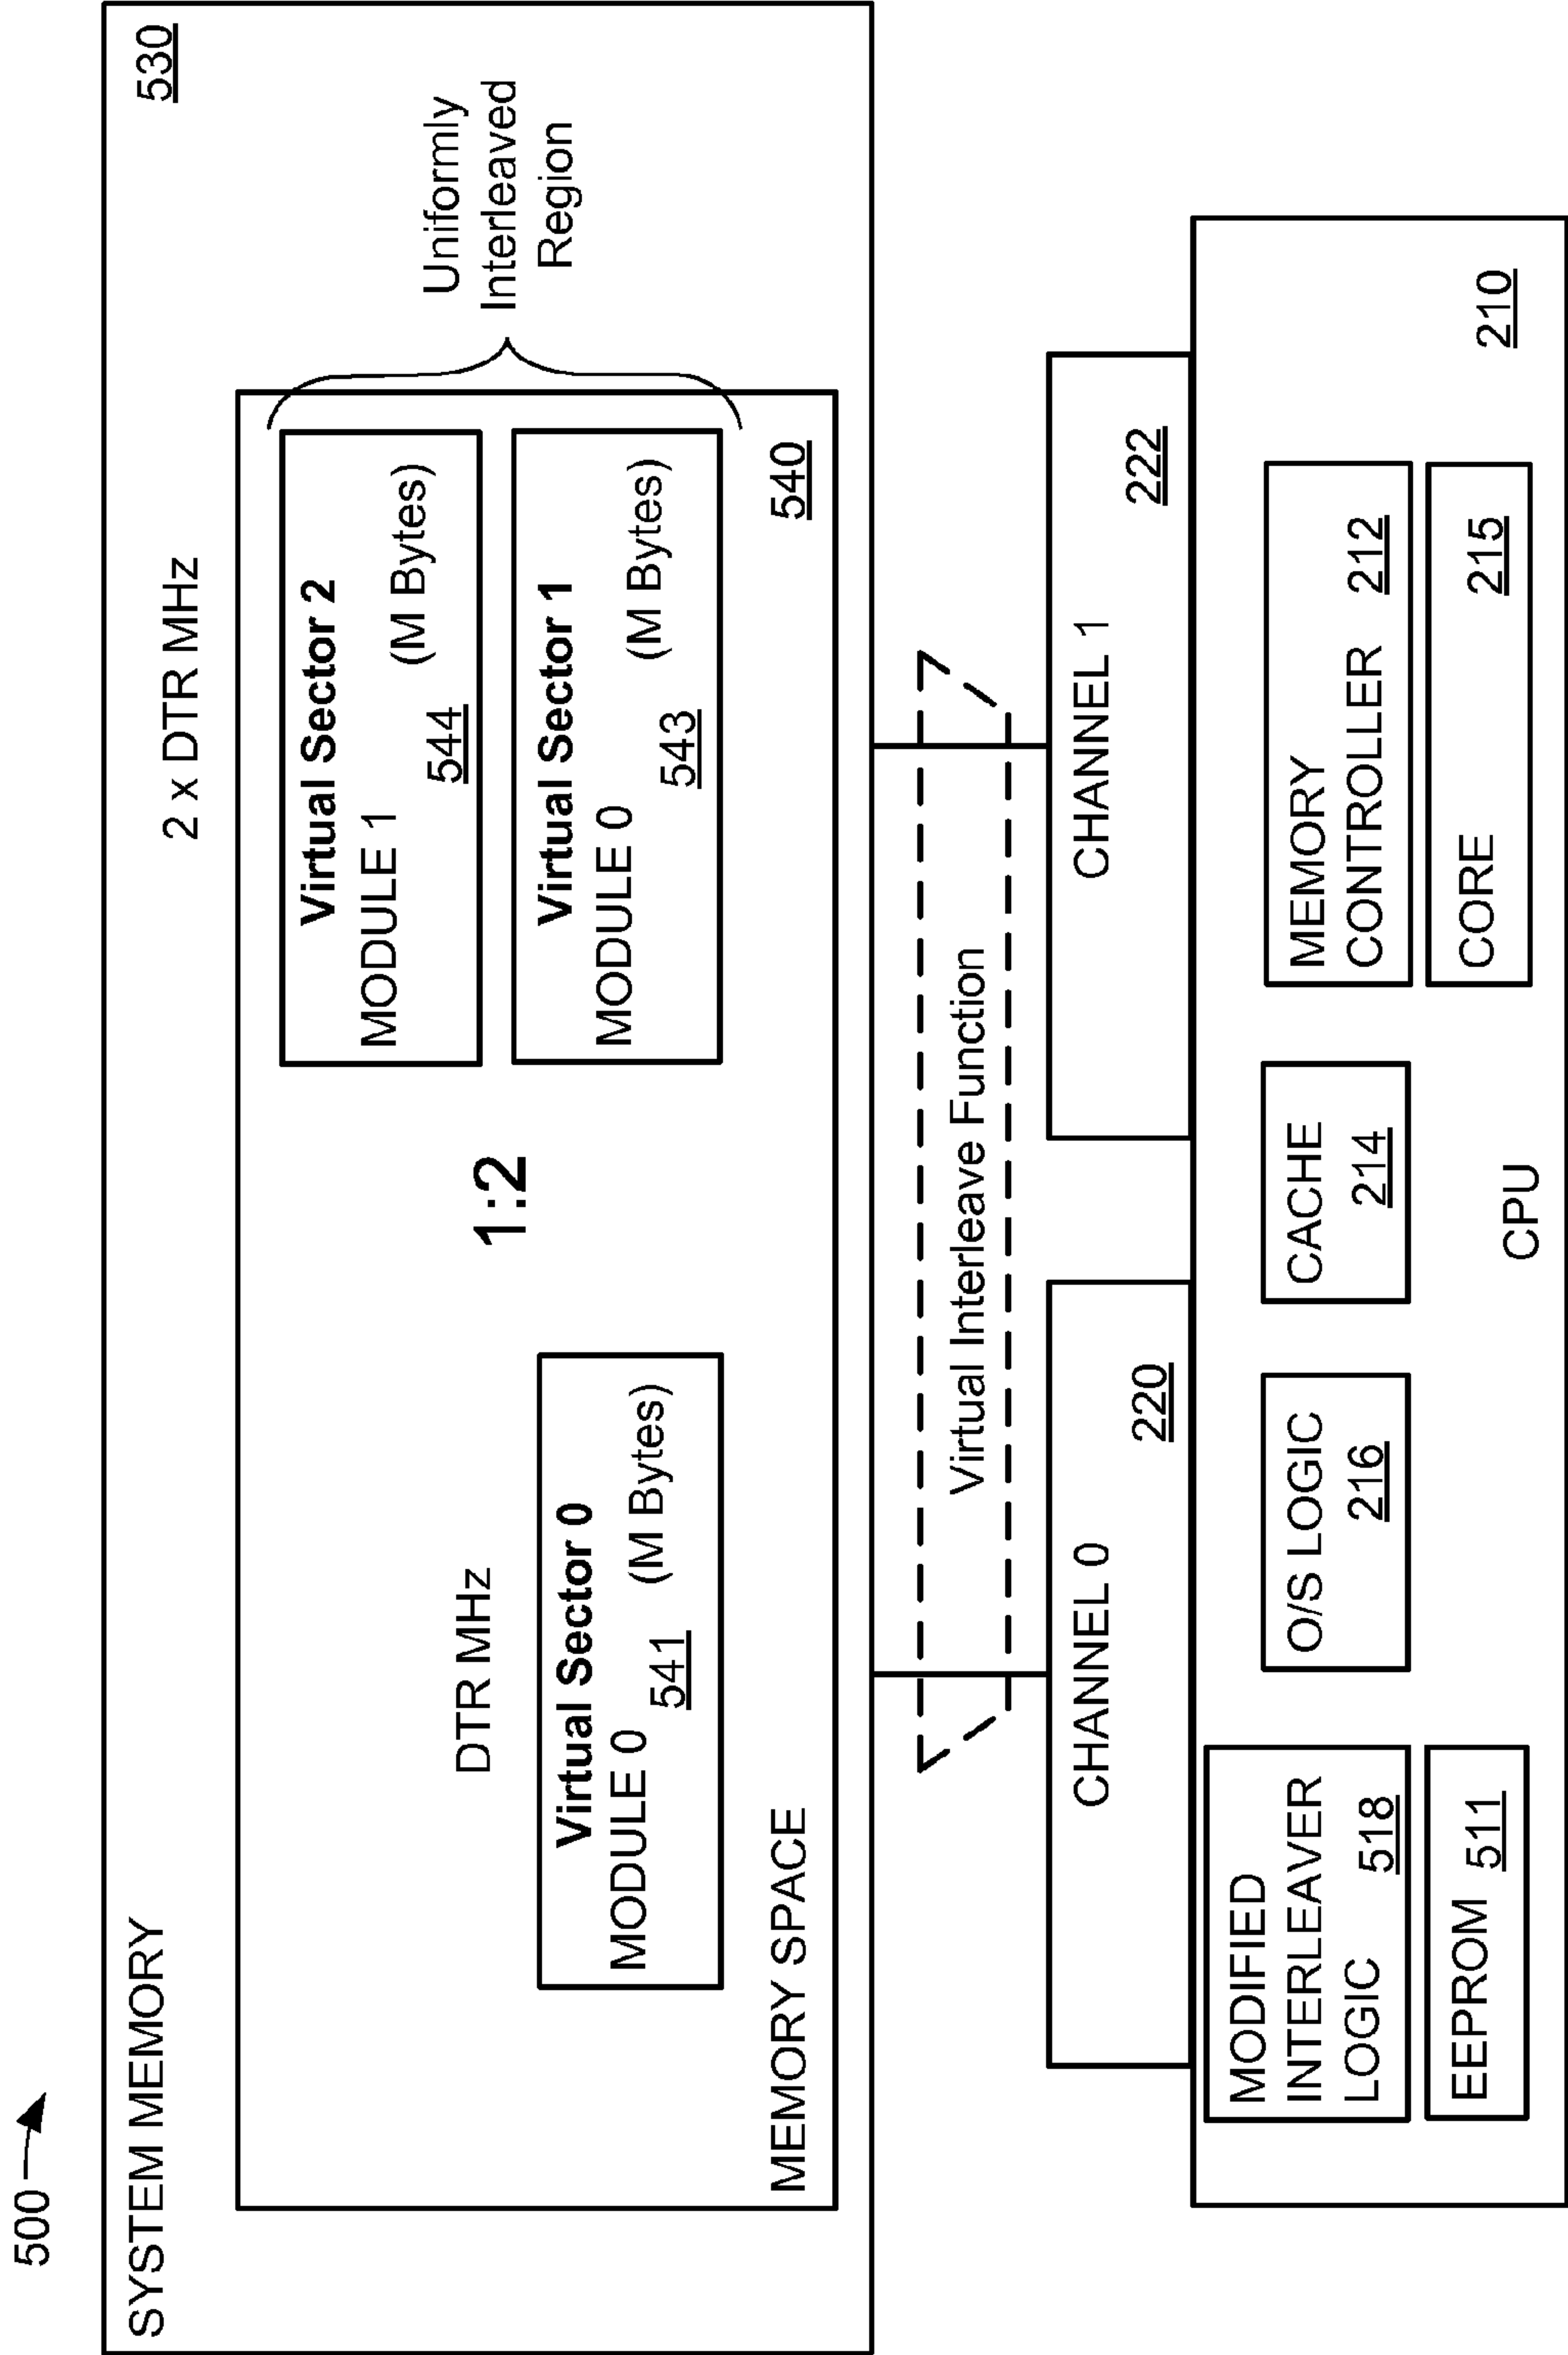 500
SYSTEM MEMORY
530
2 x DTR MHz
Uniformly
Interleaved
Region
DTR MHz
1:2
Virtual Sector 2
MODULE 1
(M Bytes)
544
Virtual Sector 0
MODULE 0
(M Bytes)
541
Virtual Sector 1
MODULE 0
(M Bytes)
543
MEMORY SPACE
540
Virtual Interleave Function
CHANNEL 0
220
CHANNEL 1
222
MODIFIED
INTERLEAVER
LOGIC
518
O/S LOGIC
216
CACHE
214
MEMORY
CONTROLLER 212
EEPROM 511
CORE 215
CPU
210